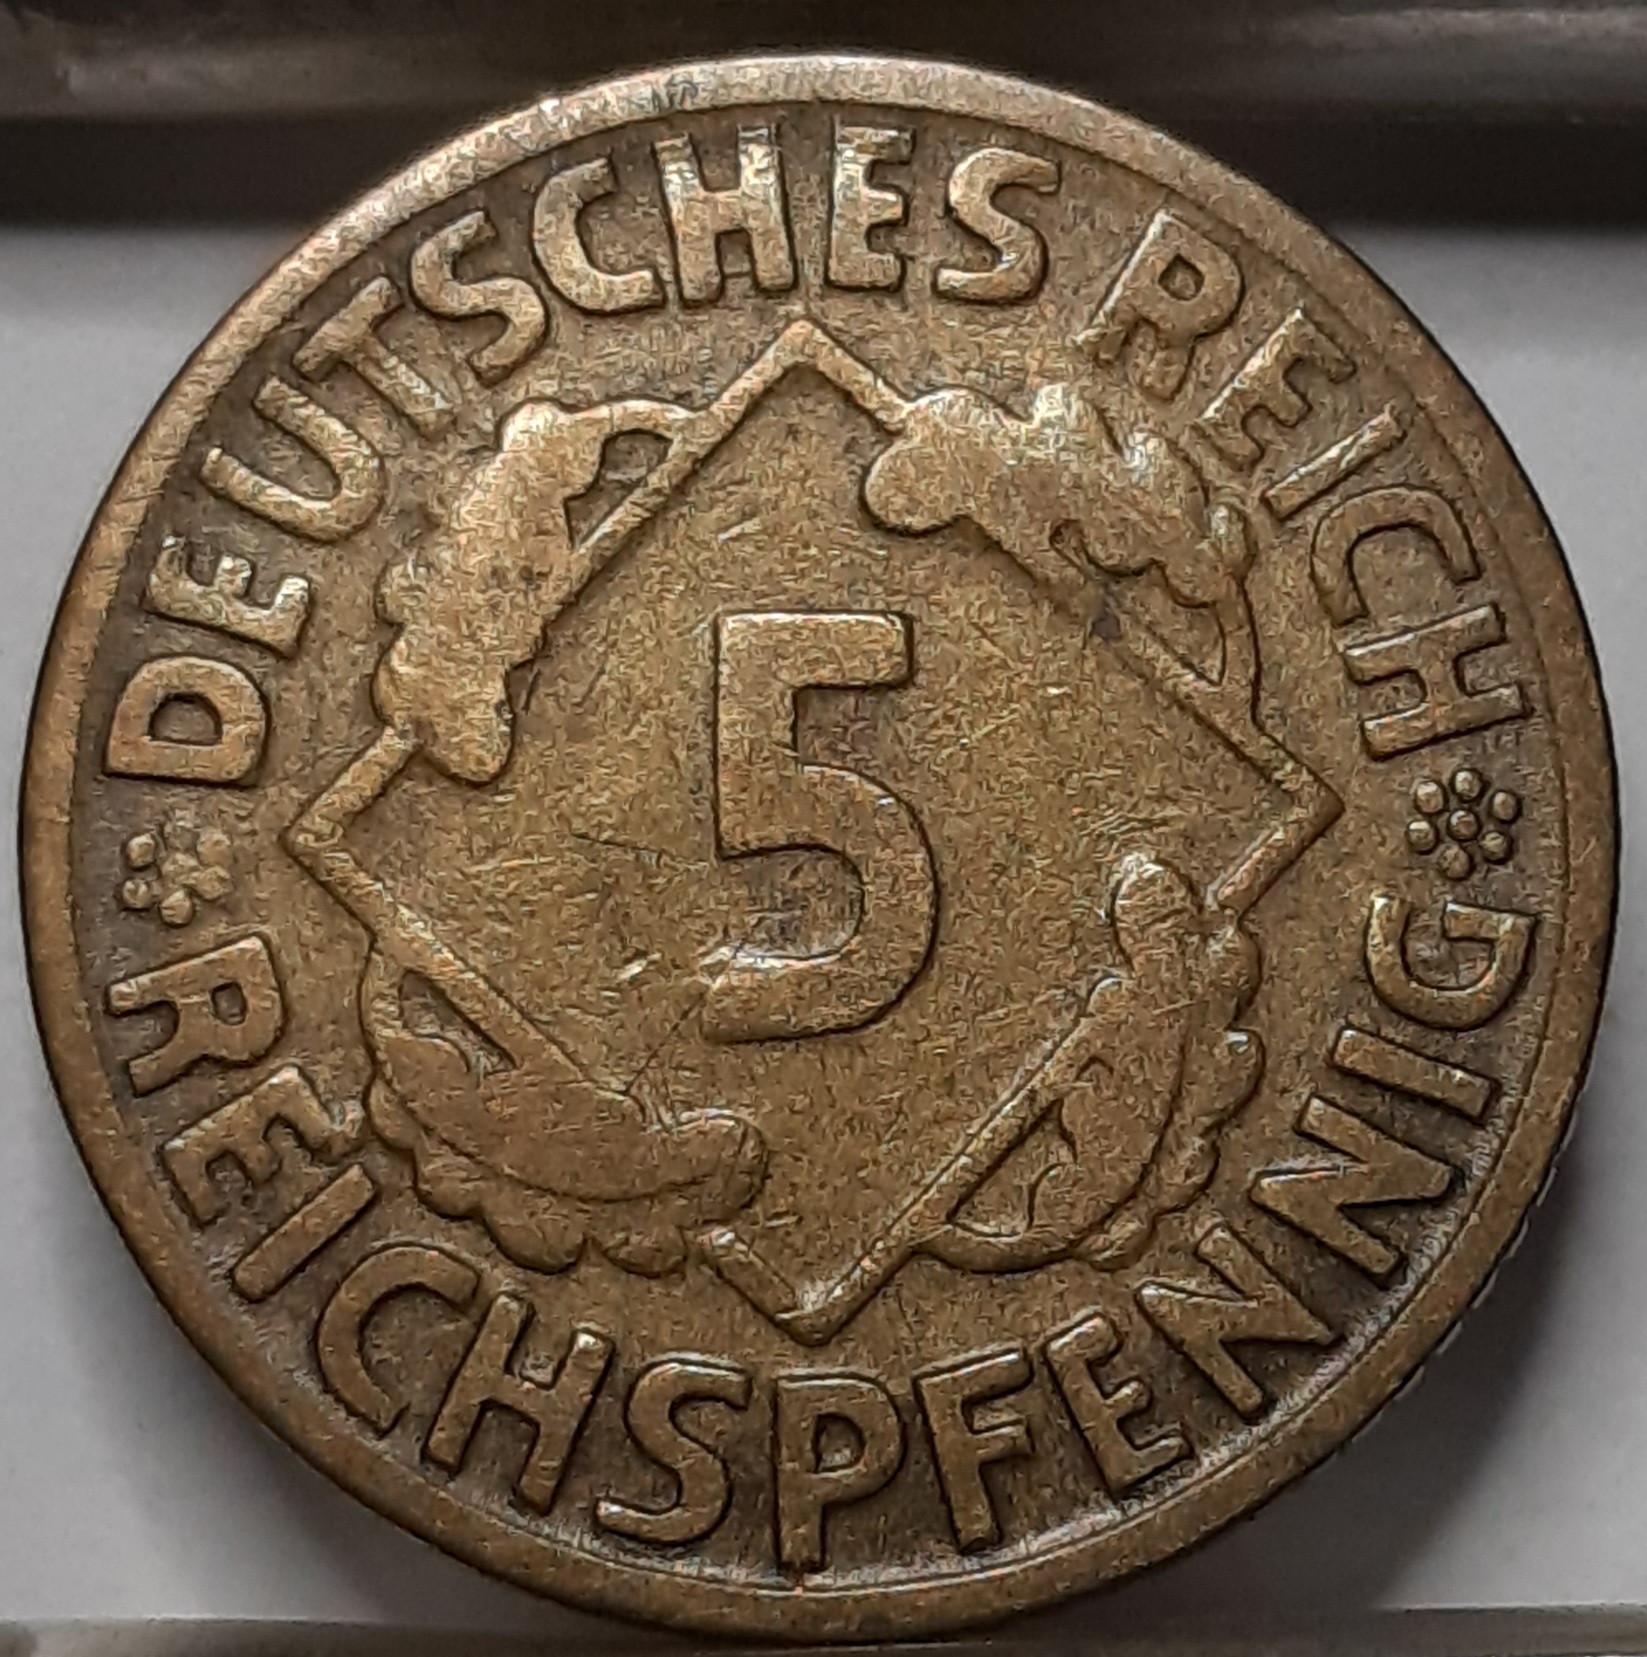 DEUTSCHES REICH
5
REICHSPFENNIG